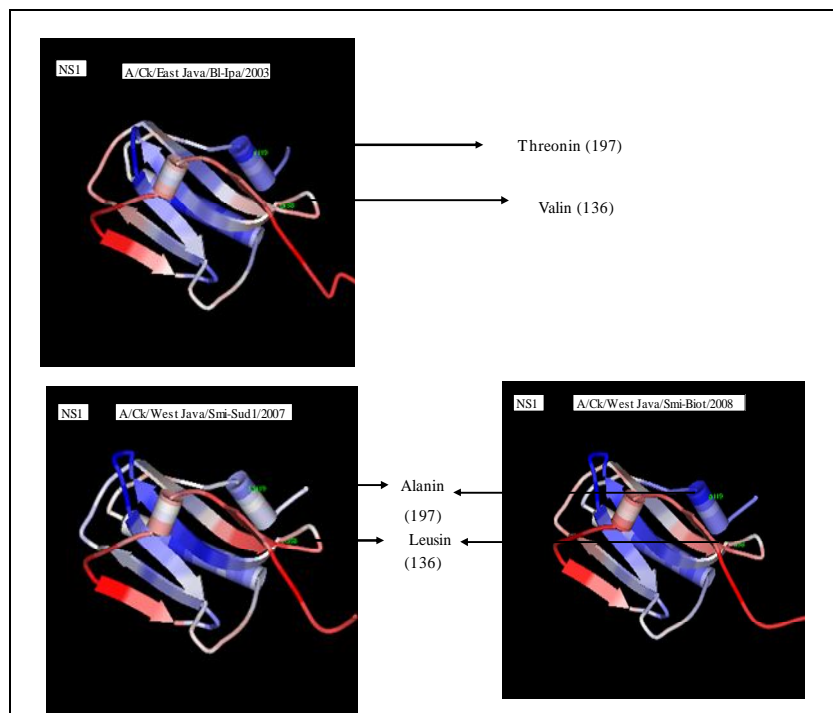 NS1 A/Ck/East Java/Bl-Ipa/2003
Threonin (197)
Valin (136)
NS1 A/Ck/West Java/Smi-Sud1/2007
NS1 A/Ck/West Java/Smi-Biot/2008
Alanin
(197)
Leusin
(136)